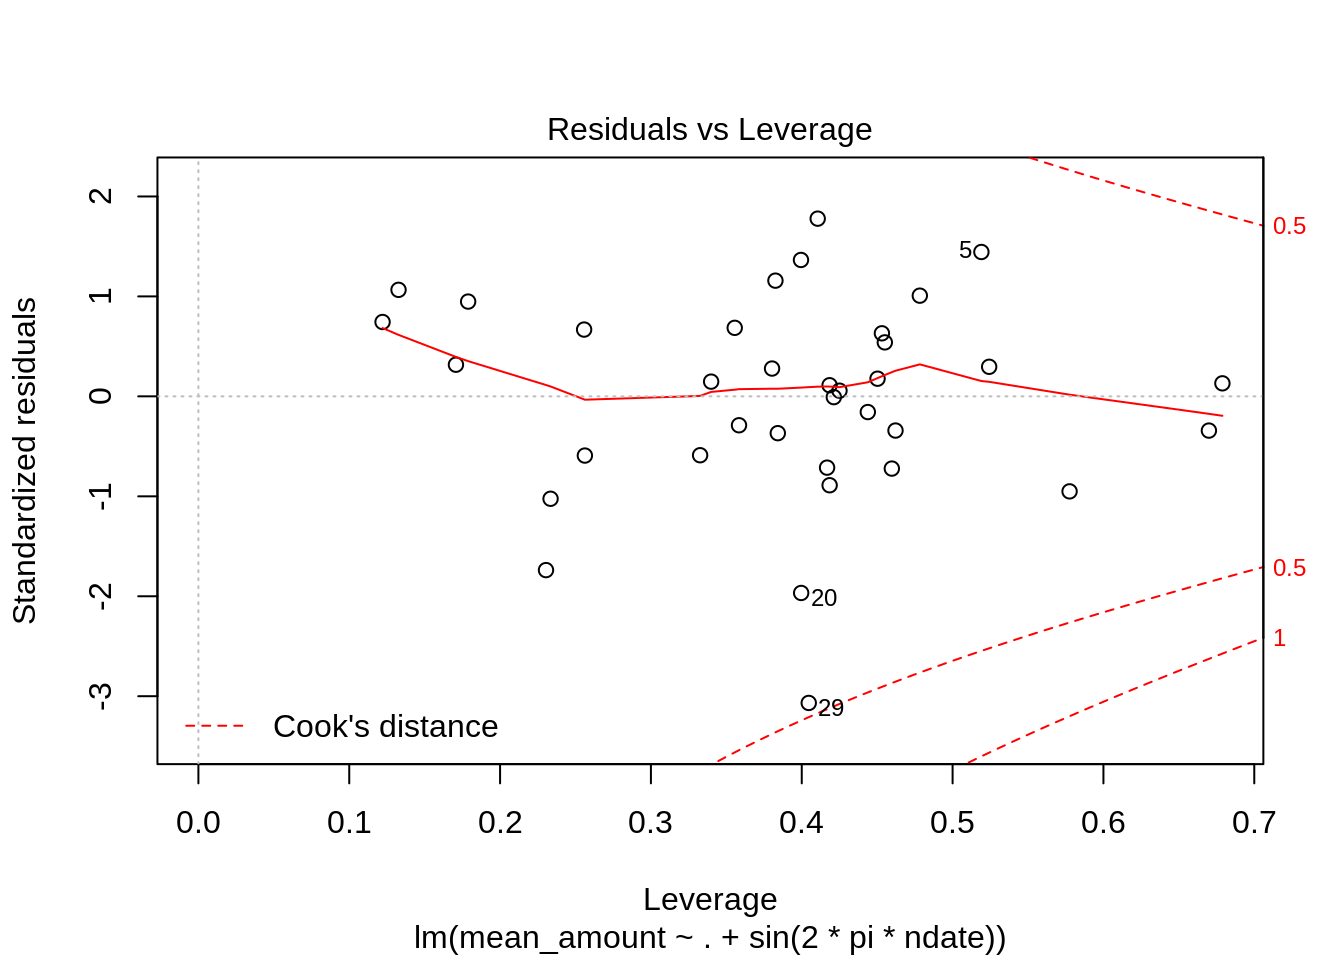 Residuals vs Leverage
Standardized residuals
2
1
0
-1
-2
-3
0.5
0.5
1
5
20
29
Cook's distance
0.0 0.1 0.2 0.3 0.4 0.5 0.6 0.7
Leverage
lm(mean_amount ~ . + sin(2 * pi * ndate))